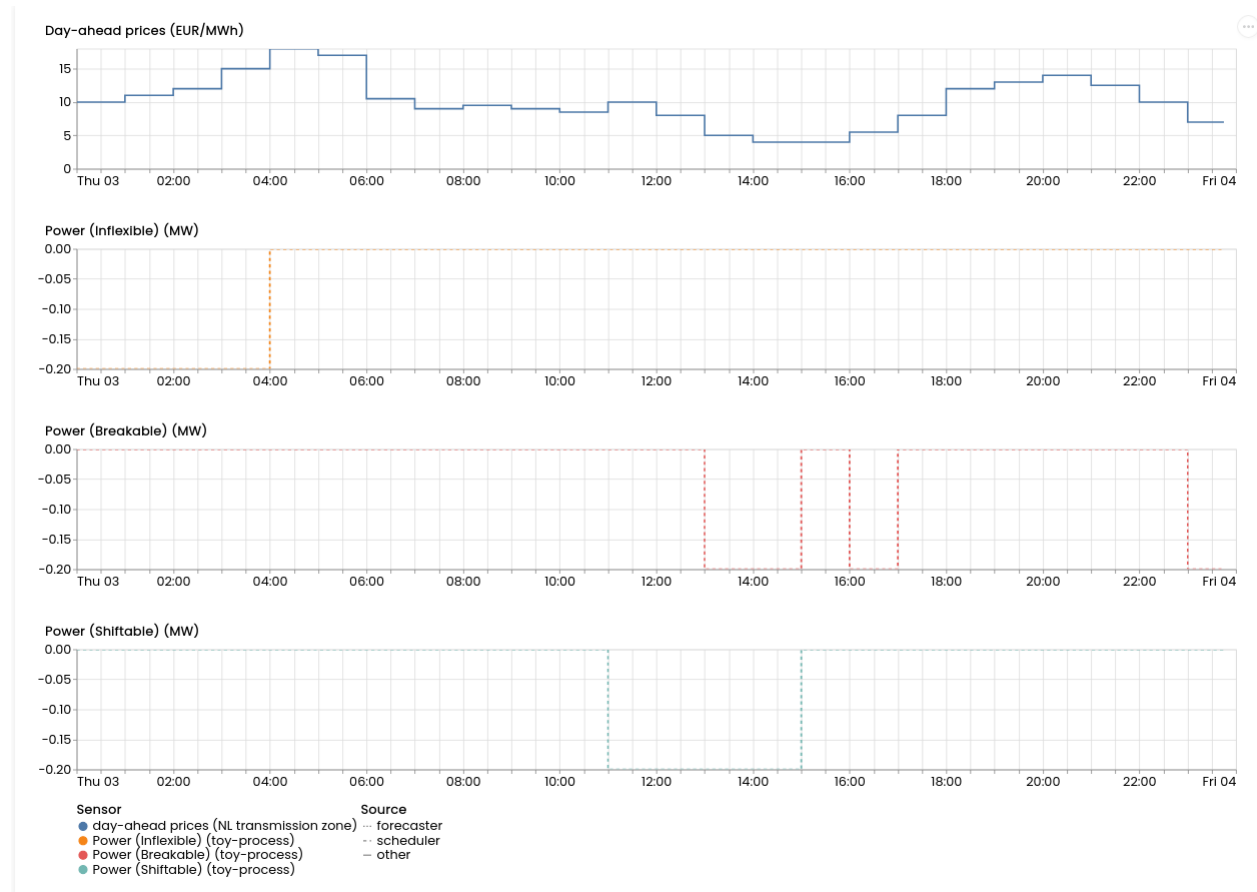 Day-ahead prices (EUR/MWh)
15
10
5
0
Thu 03 02:00 04:00 06:00 08:00 10:00 12:00 14:00 16:00 18:00 20:00 22:00 Fri 04
Power (Inflexible) (MW)
0.00
−0.05
−0.10
−0.15
−0.20
Thu 03 02:00 04:00 06:00 08:00 10:00 12:00 14:00 16:00 18:00 20:00 22:00 Fri 04
Power (Breakable) (MW)
0.00
−0.05
−0.10
−0.15
−0.20
Thu 03 02:00 04:00 06:00 08:00 10:00 12:00 14:00 16:00 18:00 20:00 22:00 Fri 04
Power (Shiftable) (MW)
0.00
−0.05
−0.10
−0.15
−0.20
Thu 03 02:00 04:00 06:00 08:00 10:00 12:00 14:00 16:00 18:00 20:00 22:00 Fri 04
Sensor Source
day-ahead prices (NL transmission zone) forecaster
Power (Inflexible) (toy-process) scheduler
Power (Breakable) (toy-process) other
Power (Shiftable) (toy-process)